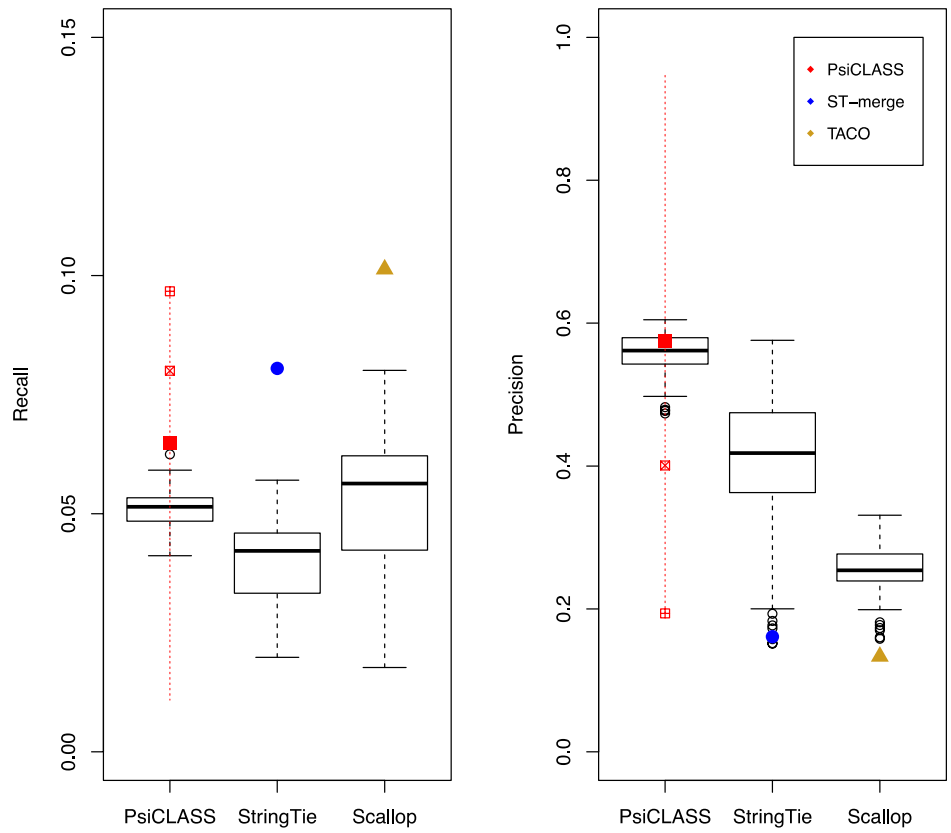 Recall
0.15
0.10
0.05
0.00
PsiCLASS
StringTie
Scallop
Precision
1.0
0.8
0.6
0.4
0.2
0.0
PsiCLASS
ST-merge
TACO
PsiCLASS
StringTie
Scallop